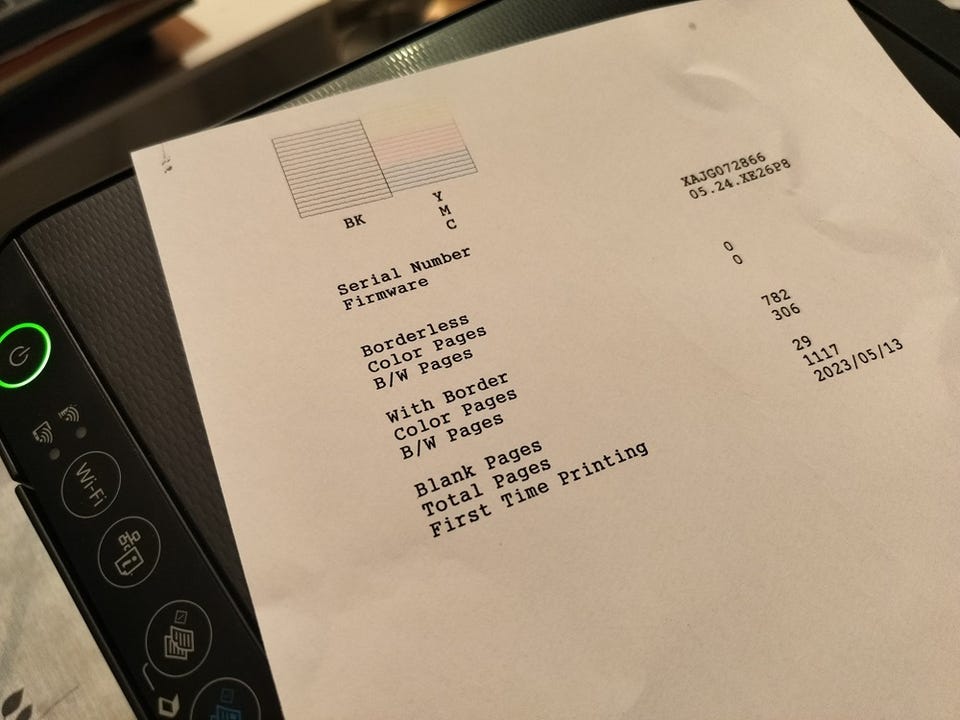 BK
Y
M
C
Serial Number XAJG072866
Firmware 05.24.XE26P8
Borderless
Color Pages 0
B/W Pages 0
With Border
Color Pages 782
B/W Pages 306
Blank Pages 29
Total Pages 1117
First Time Printing 2023/05/13
Wi-Fi